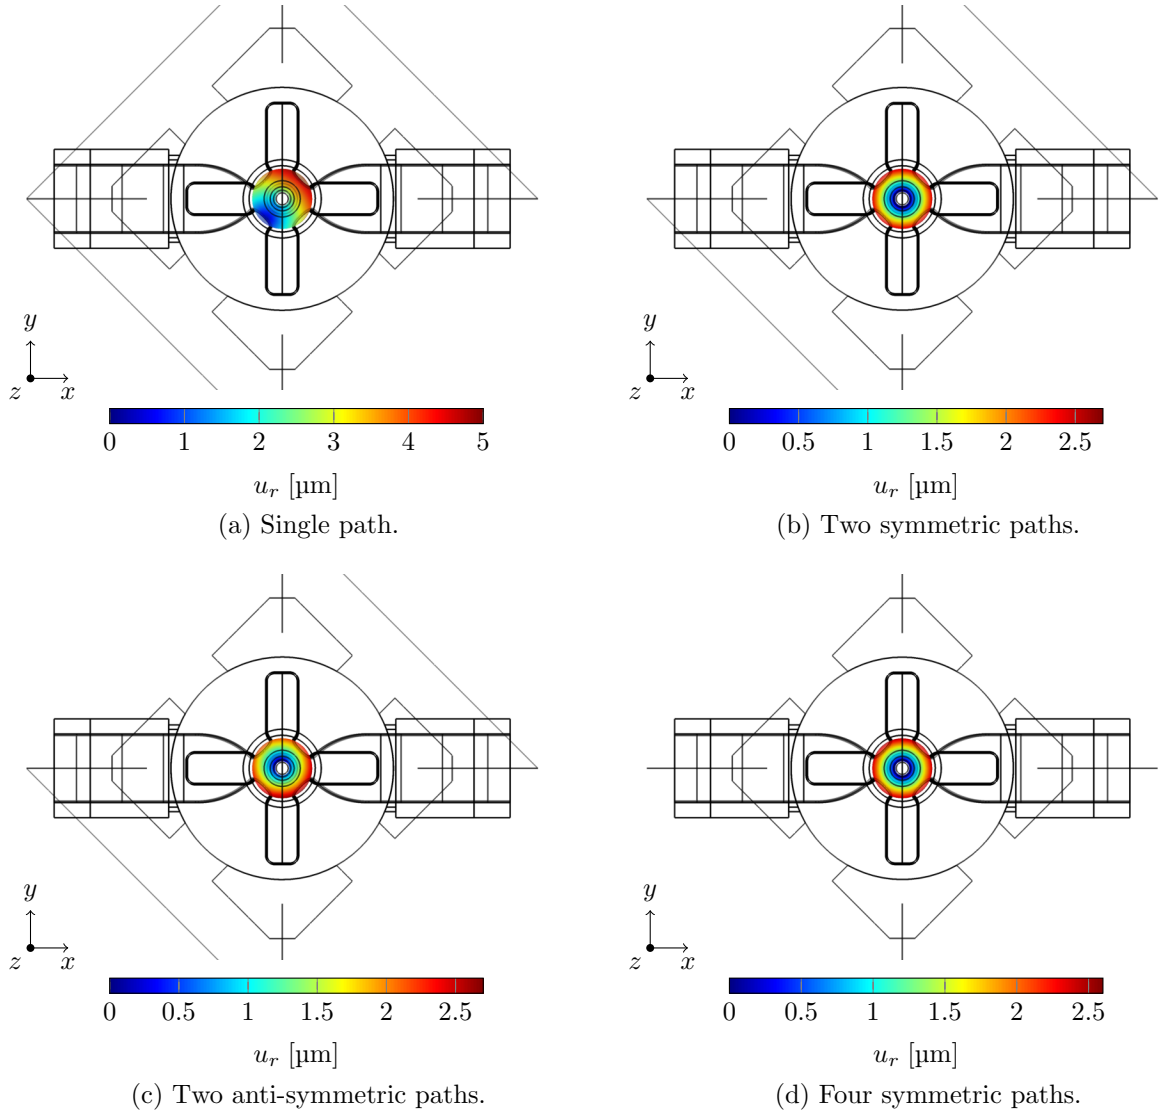 y
z x
0 1 2 3 4 5
u_r [µm]
(a) Single path.
y
z x
0 0.5 1 1.5 2 2.5
u_r [µm]
(b) Two symmetric paths.
y
z x
0 0.5 1 1.5 2 2.5
u_r [µm]
(c) Two anti-symmetric paths.
y
z x
0 0.5 1 1.5 2 2.5
u_r [µm]
(d) Four symmetric paths.